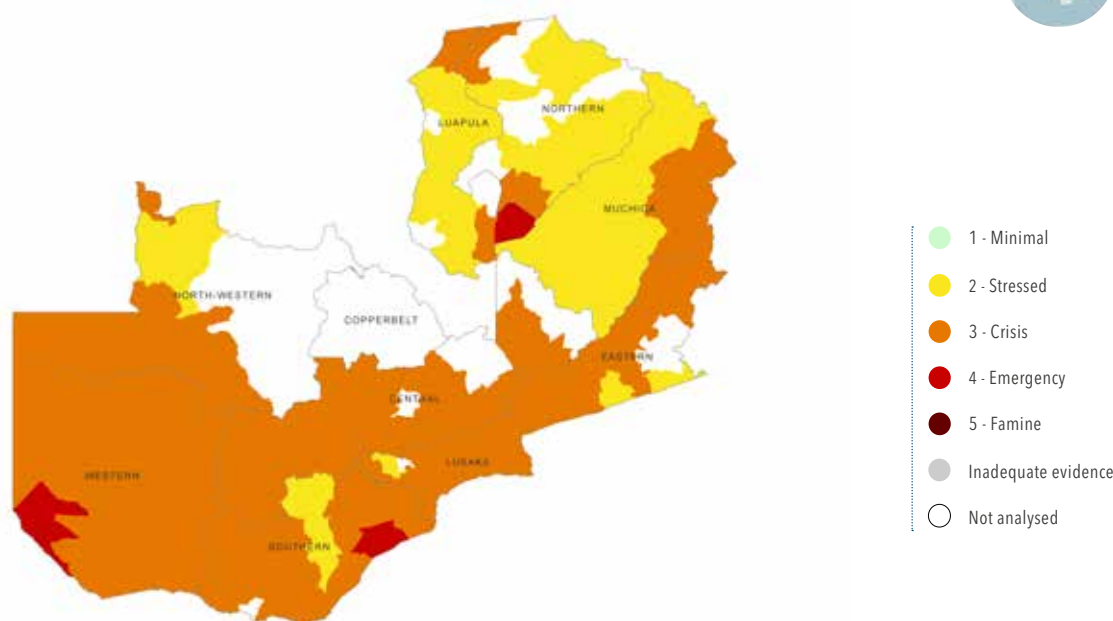 NORTHERN
LUAPULA
MUCHIGA
NORTH-WESTERN
COPPERBELT
EASTERN
CENTRAL
LUSAKA
WESTERN
SOUTHERN
1 - Minimal
2 - Stressed
3 - Crisis
4 - Emergency
5 - Famine
Inadequate evidence
Not analysed